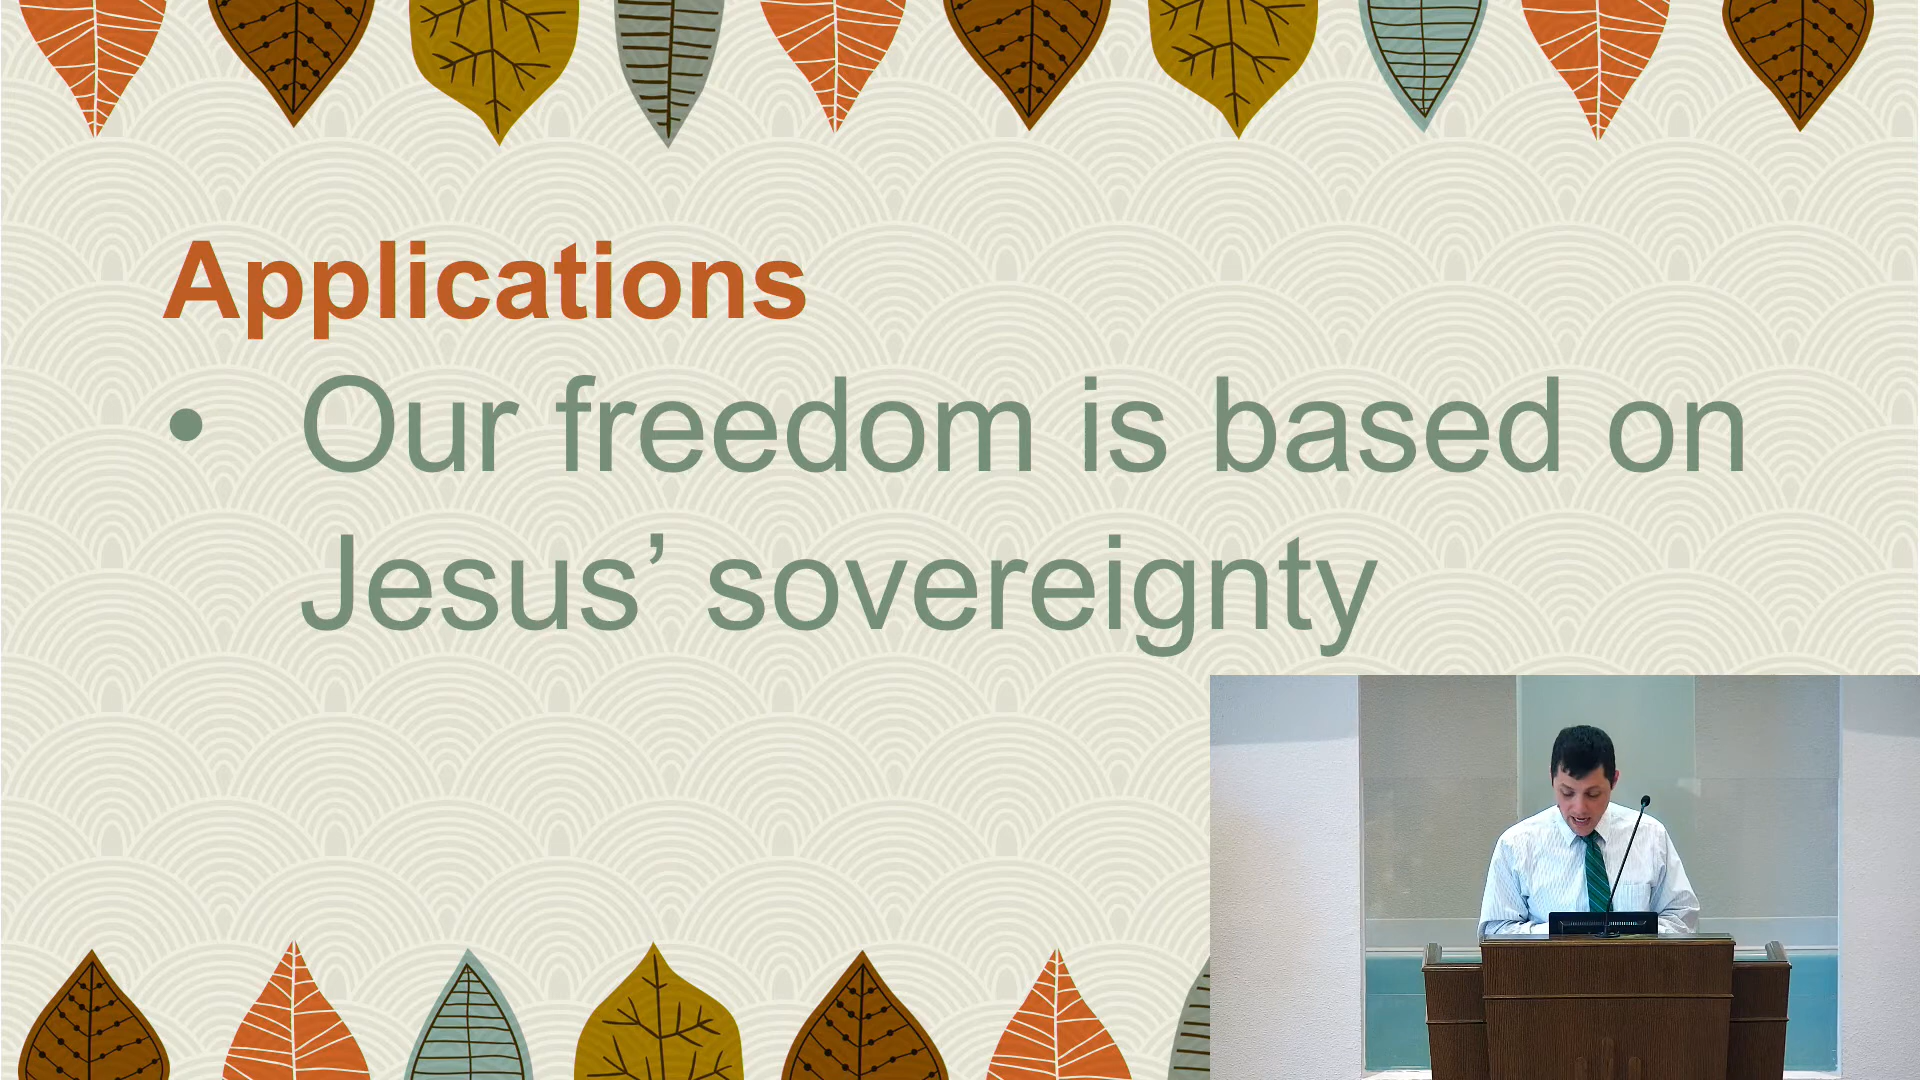 Applications
• Our freedom is based on
Jesus’ sovereignty